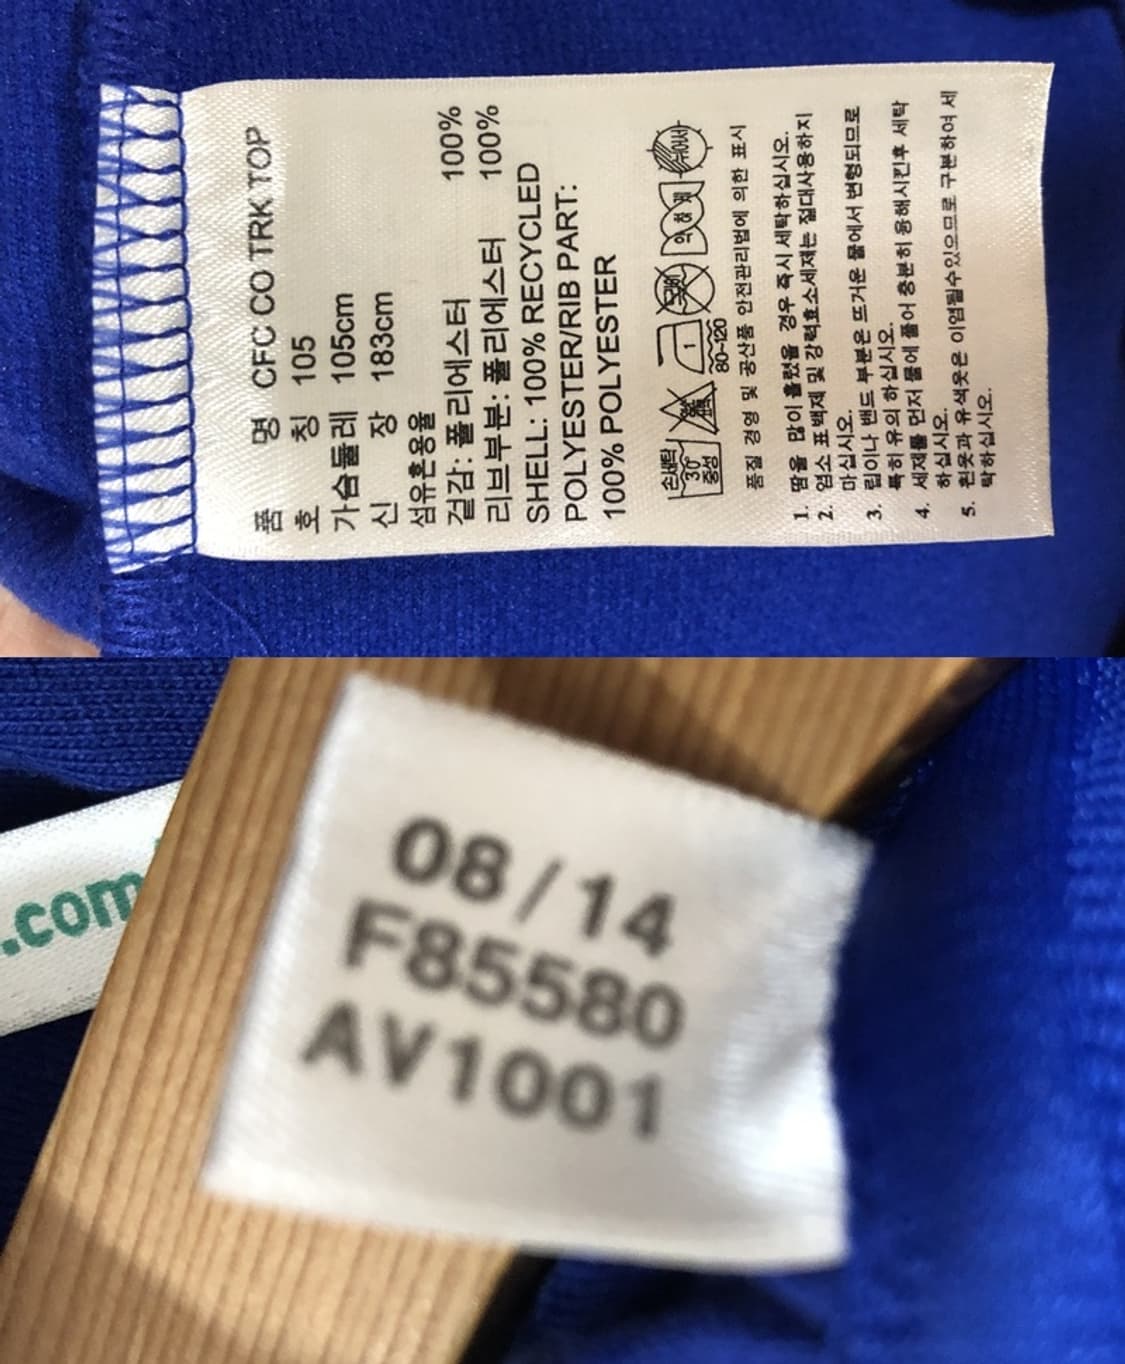 품 명 CFC CO TRK TOP
호 칭 105
가슴둘레 105cm
신 장 183cm
섬유혼용율
겉감: 폴리에스터 100%
리브부분: 폴리에스터 100%
SHELL: 100% RECYCLED
POLYESTER/RIB PART:
100% POLYESTER
손세탁
30
중성
80~120
품질 경영 및 공산품 안전관리법에 의한 표시
1. 땀을 많이 흘렸을 경우 즉시 세탁하십시오.
2. 염소 표백제 및 강력효소세제는 절대사용하지
마십시오.
3. 립이나 밴드 부분은 뜨거운 물에서 변형되므로
특히 유의 하십시오.
4. 세제를 먼저 물에 풀어 충분히 용해시킨후 세탁
하십시오.
5. 흰옷과 유색옷은 이염될수있으므로 구분하여 세
탁하십시오.
.com
08/14
F85580
AV1001